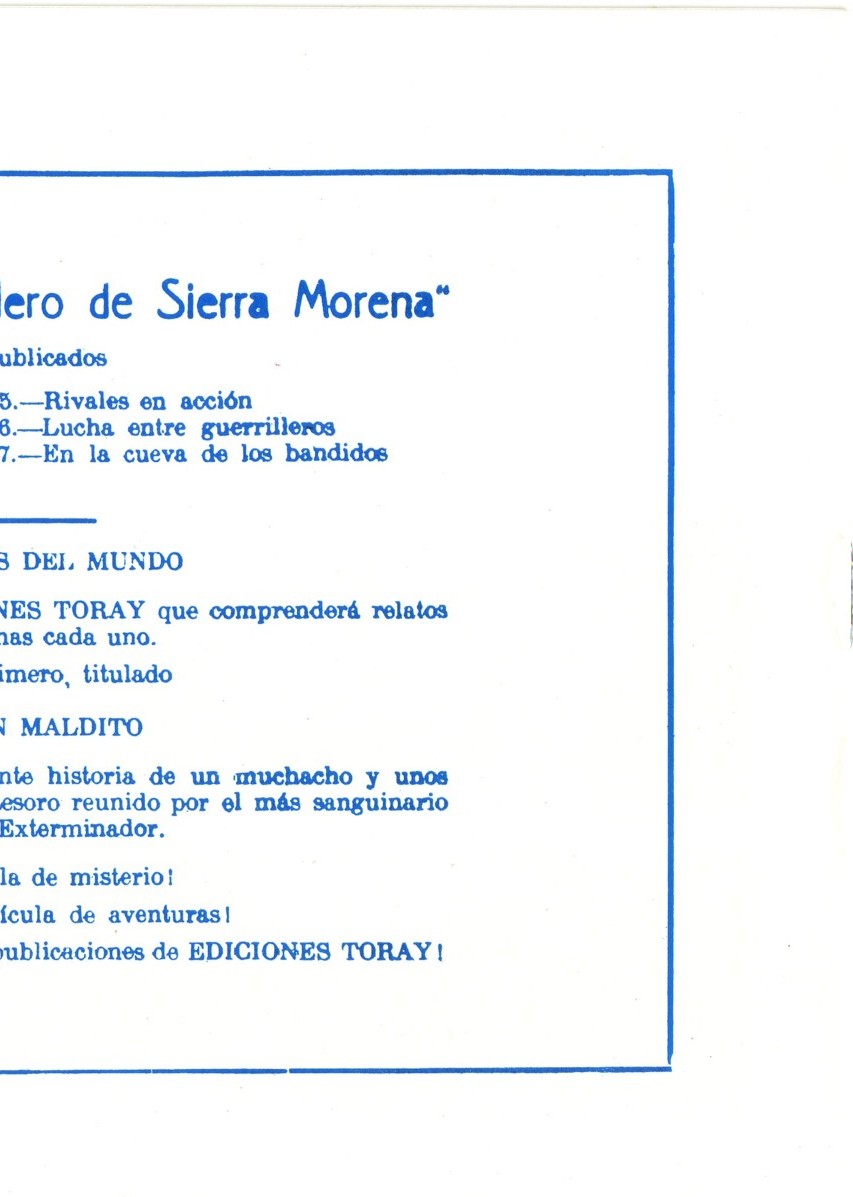 lero de Sierra Morena"
ublicados
5.—Rivales en acción
6.—Lucha entre guerrilleros
7.—En la cueva de los bandidos
S DEL MUNDO
NES TORAY que comprenderá relatos
nas cada uno.
imero, titulado
N MALDITO
nte historia de un muchacho y unos
esoro reunido por el más sanguinario
Exterminador.
la de misterio!
ícula de aventuras!
publicaciones de EDICIONES TORAY!